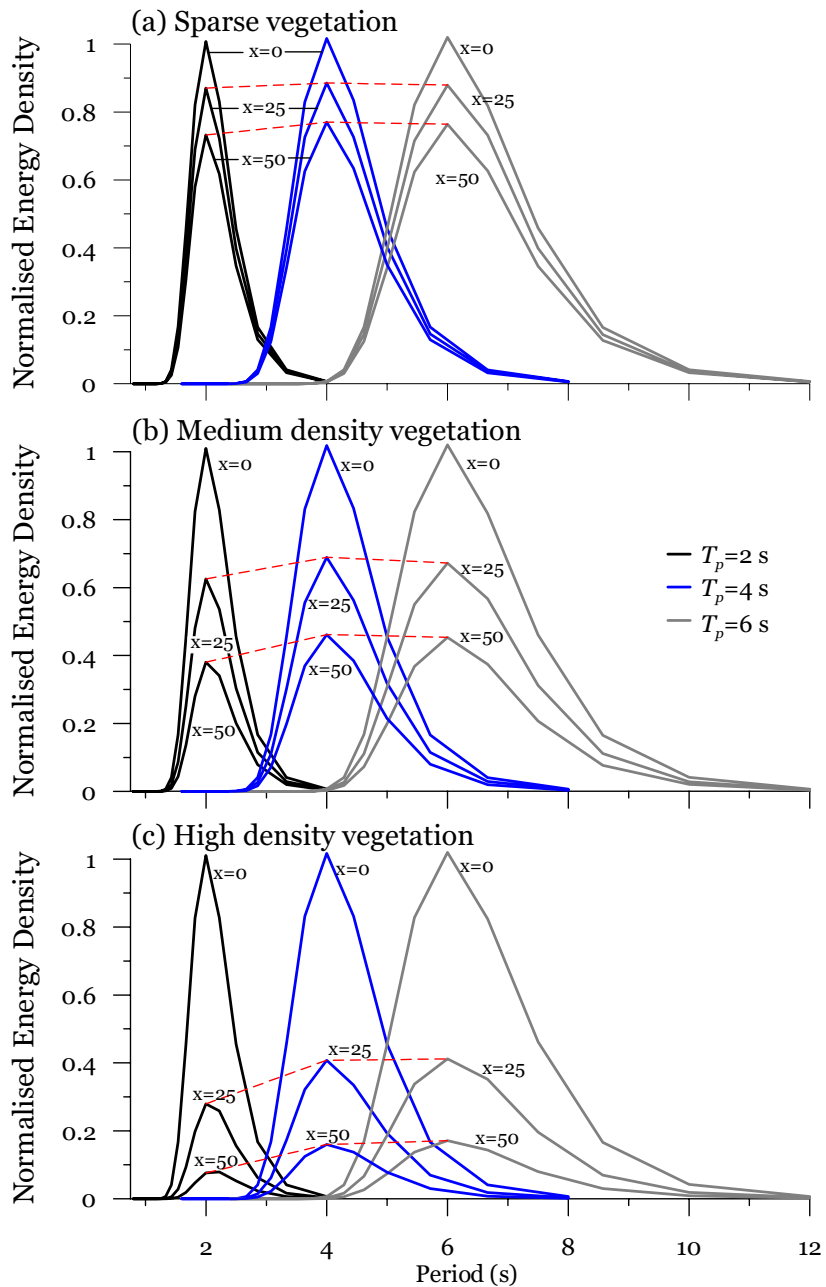 (a) Sparse vegetation
Normalised Energy Density
1
0.8
0.6
0.4
0.2
0
x=0
x=25
x=50
x=0
x=25
x=50
(b) Medium density vegetation
Normalised Energy Density
1
0.8
0.6
0.4
0.2
0
x=0
x=0
x=0
x=25
x=25
x=25
x=50
x=50
x=50
Tp=2 s
Tp=4 s
Tp=6 s
(c) High density vegetation
Normalised Energy Density
1
0.8
0.6
0.4
0.2
0
x=0
x=0
x=0
x=25
x=25
x=25
x=50
x=50
x=50
2 4 6 8 10 12
Period (s)